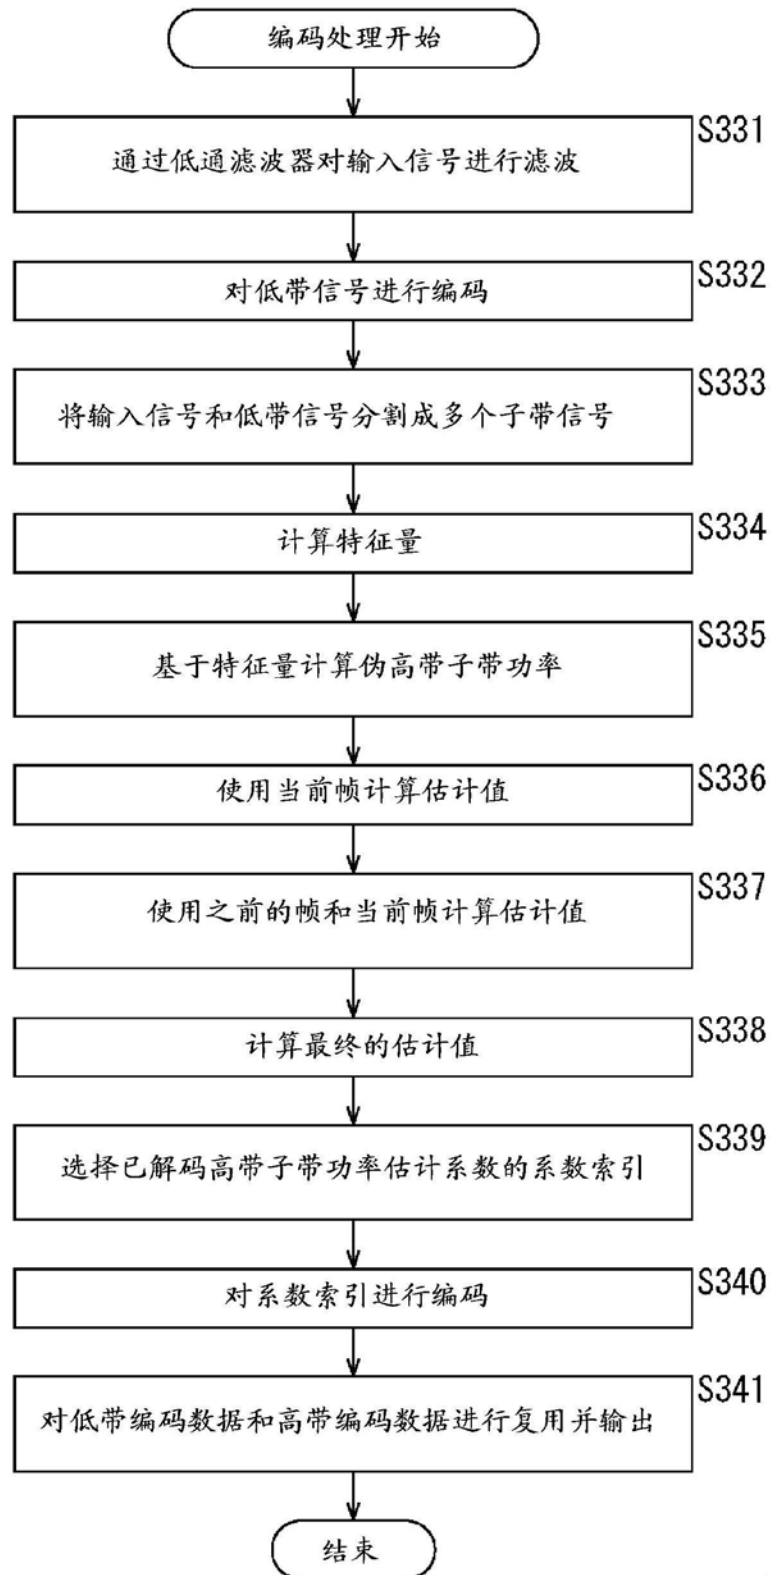 编码处理开始
S331
通过低通滤波器对输入信号进行滤波
S332
对低带信号进行编码
S333
将输入信号和低带信号分割成多个子带信号
S334
计算特征量
S335
基于特征量计算伪高带子带功率
S336
使用当前帧计算估计值
S337
使用之前的帧和当前帧计算估计值
S338
计算最终的估计值
S339
选择已解码高带子带功率估计系数的系数索引
S340
对系数索引进行编码
S341
对低带编码数据和高带编码数据进行复用并输出
结束